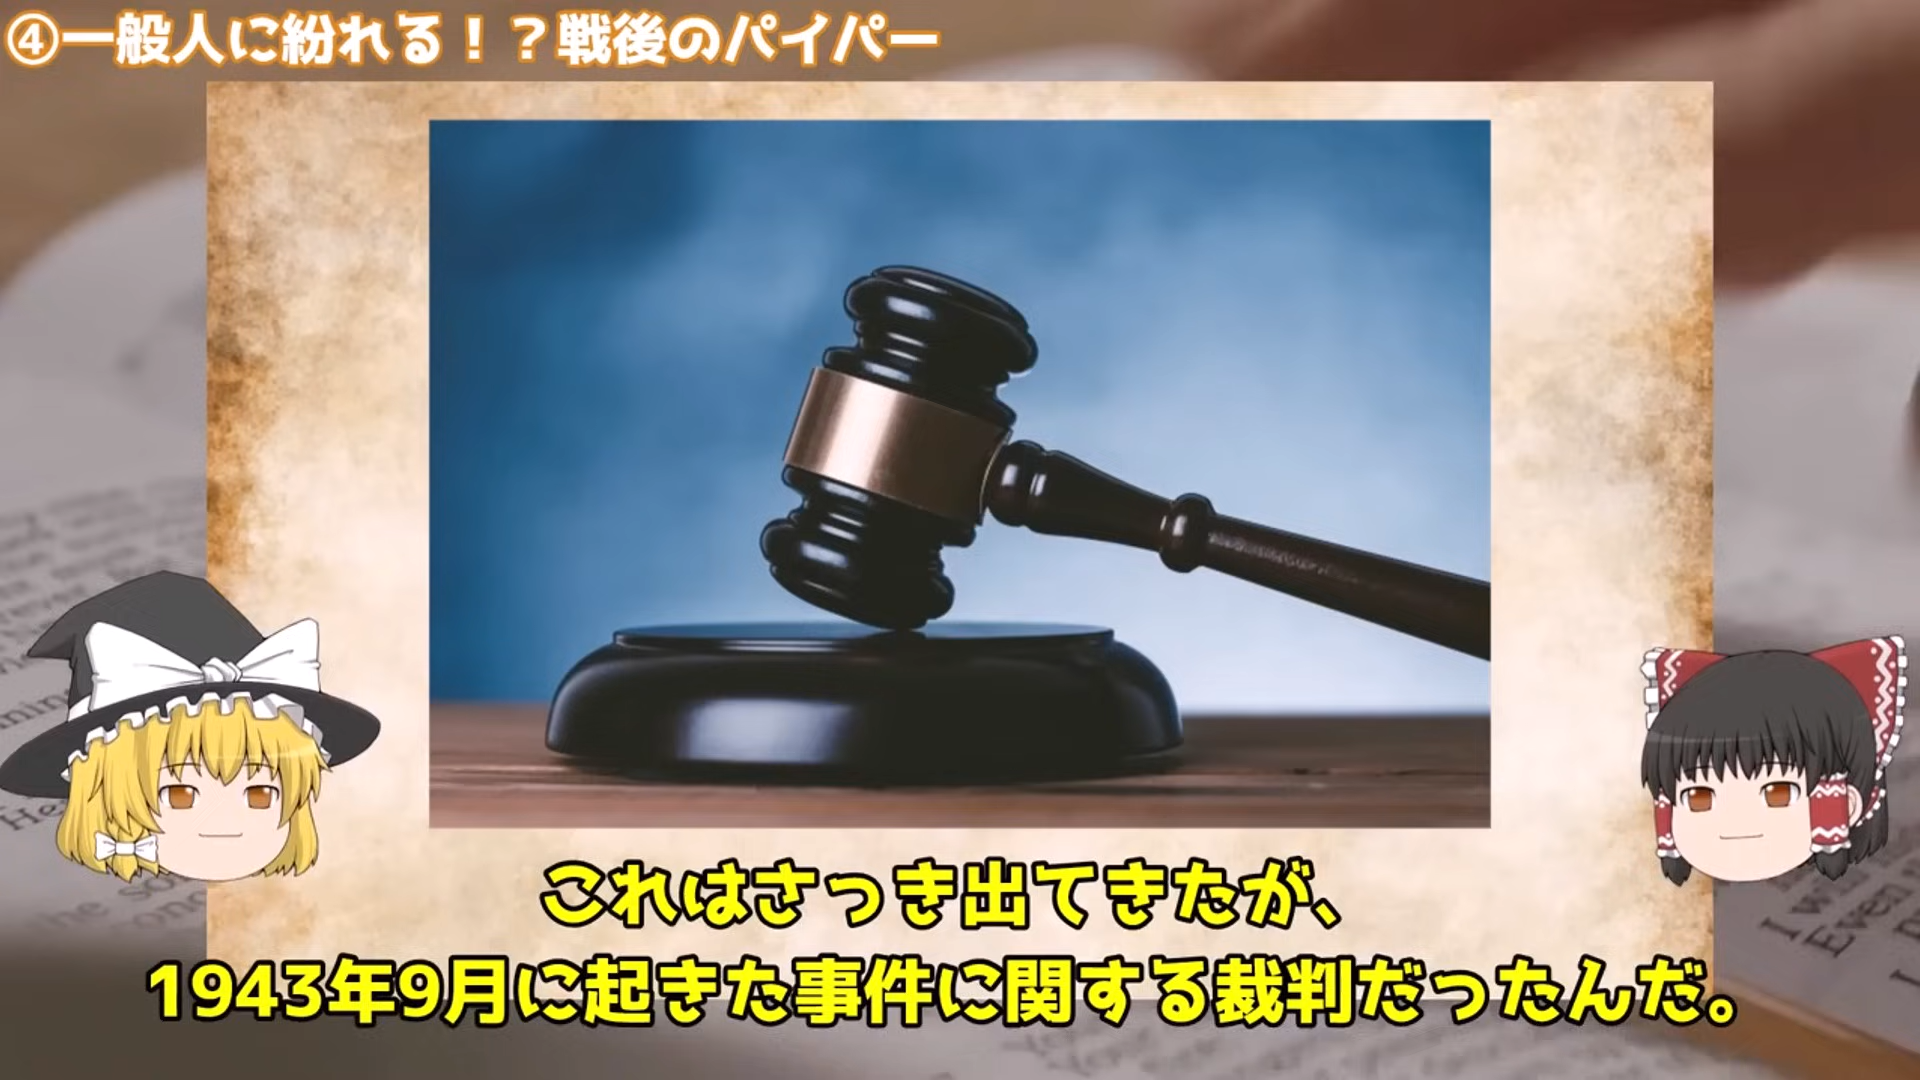 ④一般人に紛れる！？戦後のパイパー
これはさっき出てきたが、
1943年9月に起きた事件に関する裁判だったんだ。